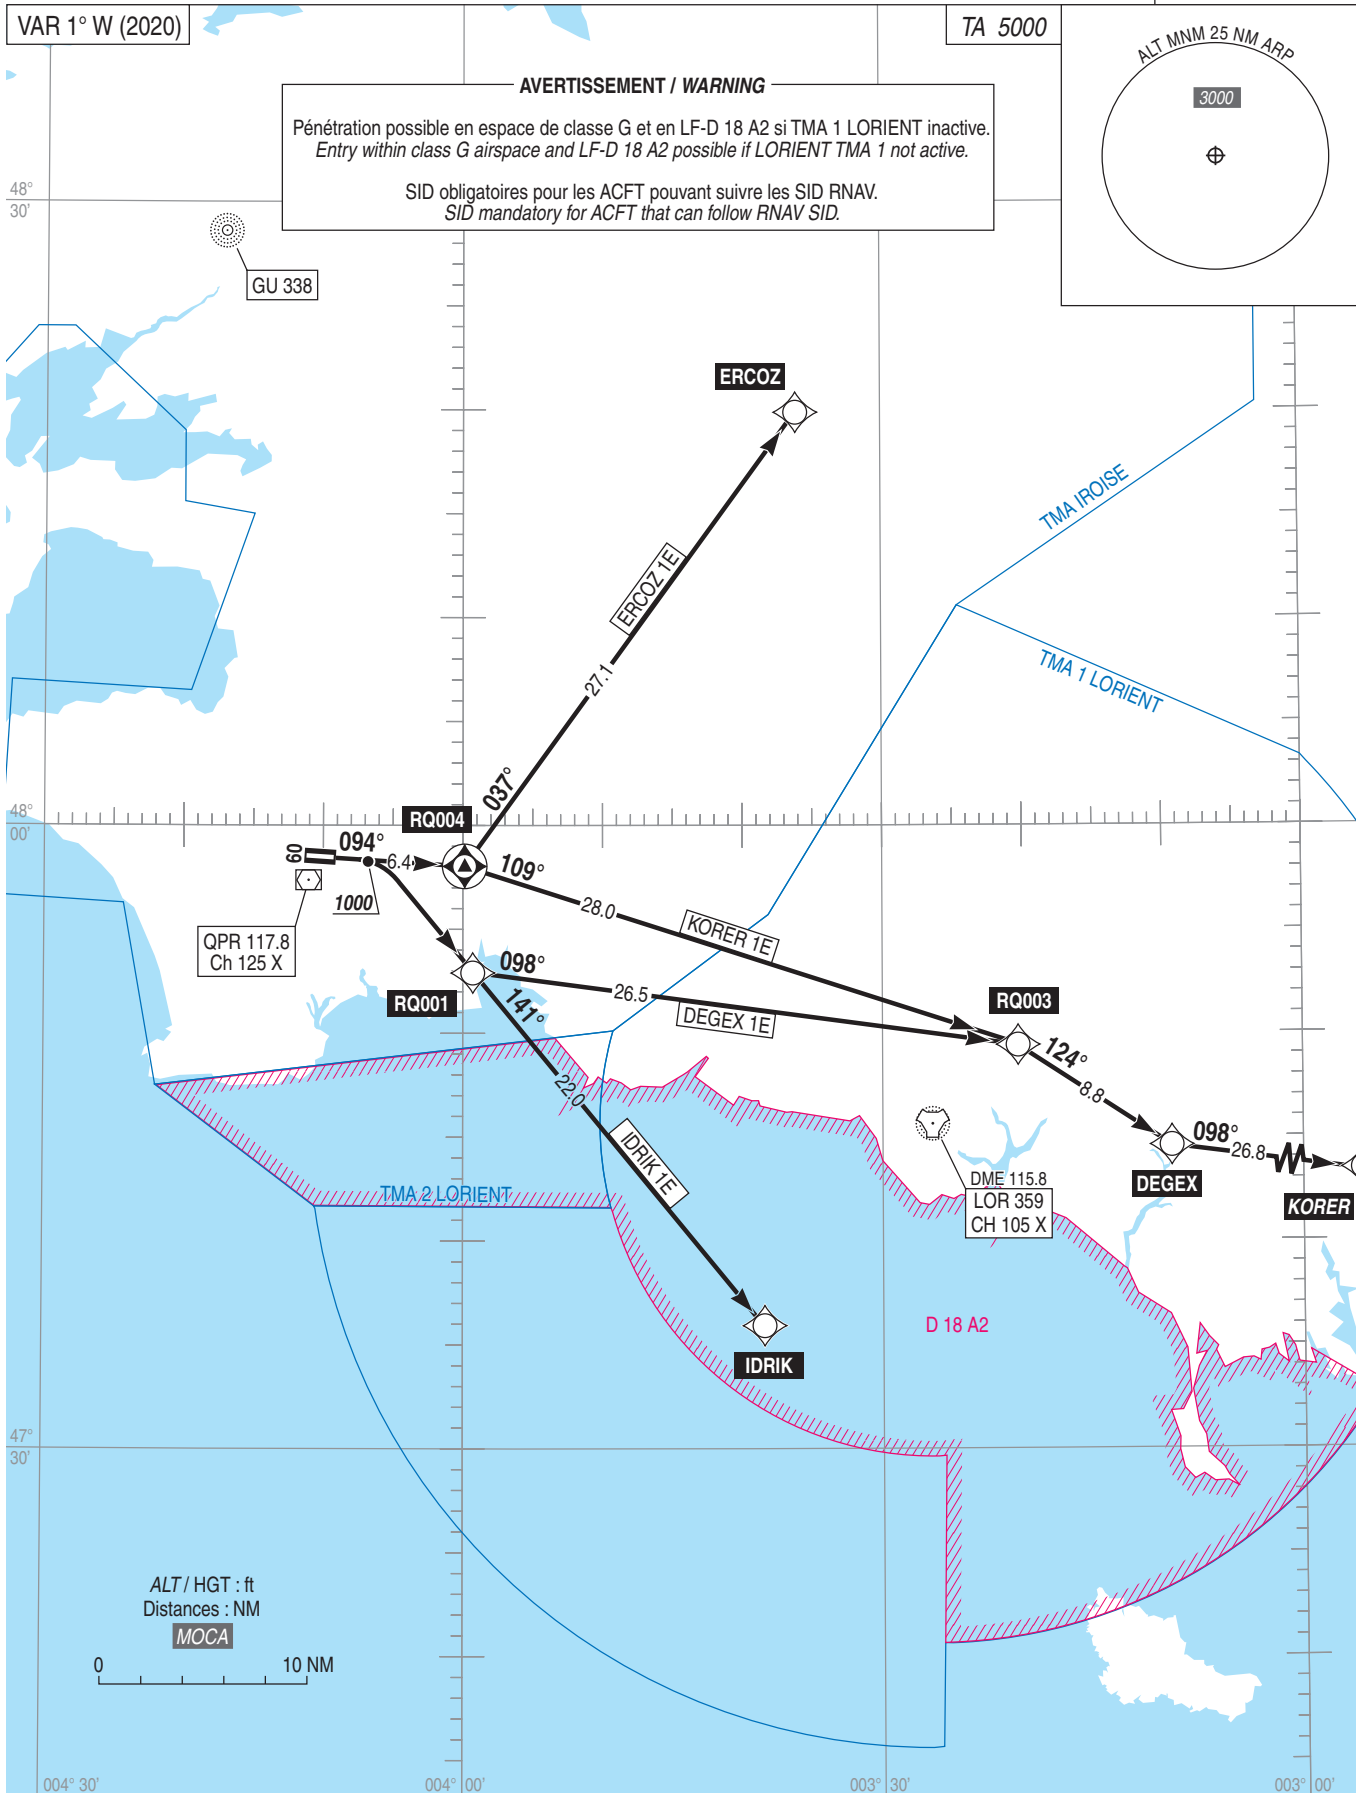 VAR 1° W (2020)
TA 5000
ALT MNM 25 NM ARP
3000
AVERTISSEMENT / WARNING
Pénétration possible en espace de classe G et en LF-D 18 A2 si TMA 1 LORIENT inactive.
Entry within class G airspace and LF-D 18 A2 possible if LORIENT TMA 1 not active.
SID obligatoires pour les ACFT pouvant suivre les SID RNAV.
SID mandatory for ACFT that can follow RNAV SID.
48°
30'
GU 338
ERCOZ
TMA IROISE
ERCOZ 1E
TMA 1 LORIENT
27.1
037°
48°
00'
RQ004
09
094°
6.4
109°
1000
28.0
KORER 1E
QPR 117.8
Ch 125 X
098°
RQ001
141°
26.5
DEGEX 1E
RQ003
124°
22.0
8.8
IDRIK 1E
098°
26.8
DME 115.8
LOR 359
CH 105 X
DEGEX
KORER
TMA 2 LORIENT
D 18 A2
IDRIK
47°
30'
ALT / HGT : ft
Distances : NM
MOCA
0
10 NM
004° 30'
004° 00'
003° 30'
003° 00'